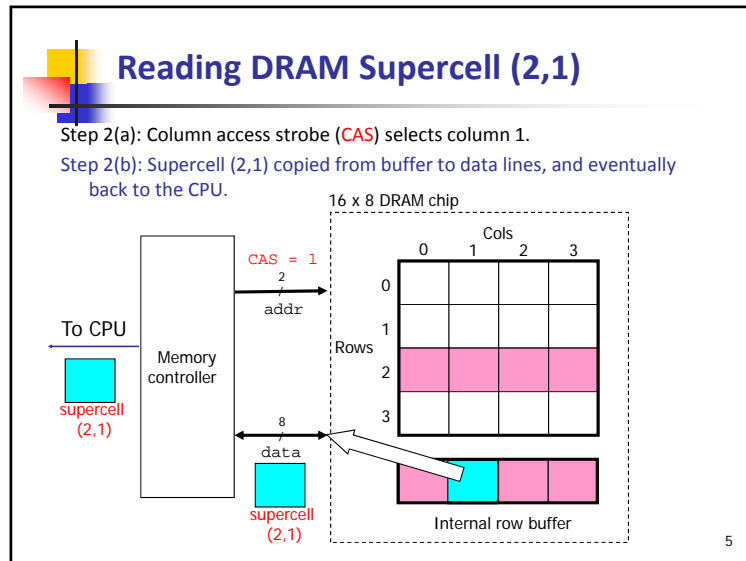 Reading DRAM Supercell (2,1)
Step 2(a): Column access strobe (CAS) selects column 1.
Step 2(b): Supercell (2,1) copied from buffer to data lines, and eventually
back to the CPU.
16 x 8 DRAM chip
Cols
0 1 2 3
CAS = 1
2
addr
0
1
Rows
2
3
To CPU
Memory
controller
supercell
(2,1)
8
data
supercell
(2,1)
Internal row buffer
5